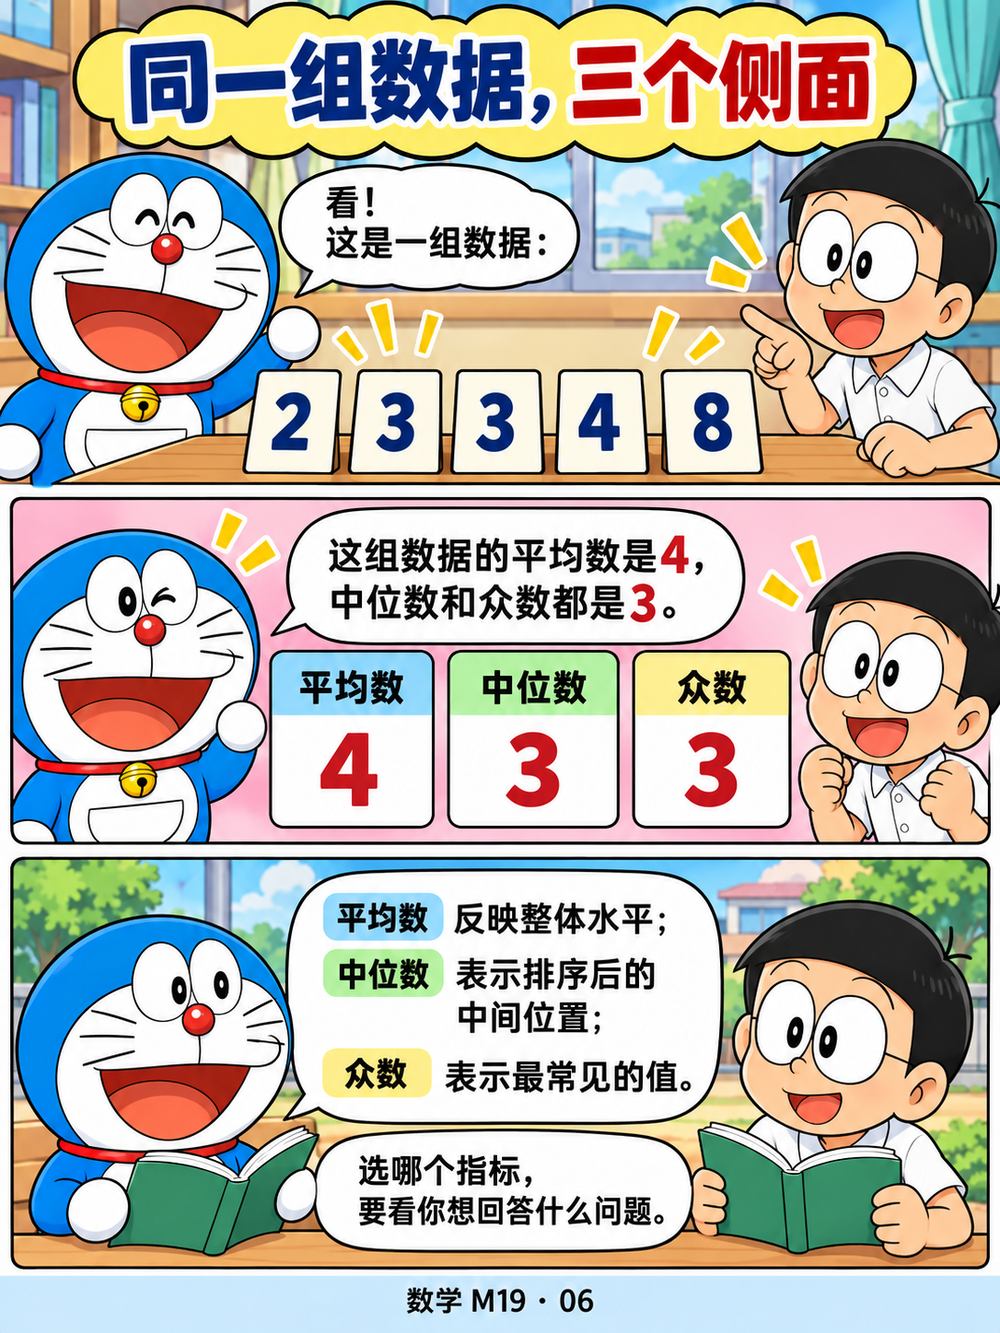 同一组数据，三个侧面
看！
这是一组数据：
2 3 3 4 8
这组数据的平均数是4，
中位数和众数都是3。
平均数 中位数 众数
4 3 3
平均数 反映整体水平；
中位数 表示排序后的
中间位置；
众数 表示最常见的值。
选哪个指标，
要看你想回答什么问题。
数学 M19 · 06